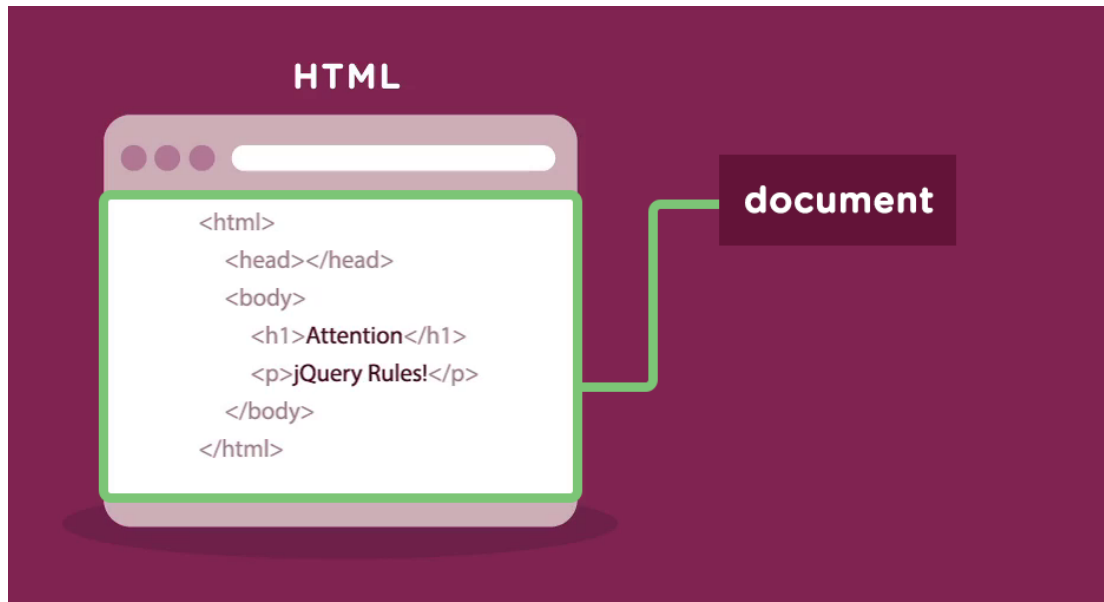 HTML
<html>
<head></head>
<body>
<h1>Attention</h1>
<p>jQuery Rules!</p>
</body>
</html>
document